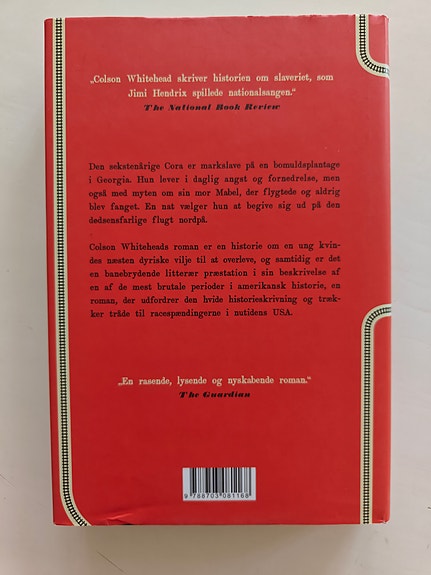 „Colson Whitehead skriver historien om slaveriet, som
Jimi Hendrix spillede nationalsangen.“
The National Book Review
Den sekstenårige Cora er markslave på en bomuldsplantage
i Georgia. Hun lever i daglig angst og fornedrelse, men
også med myten om sin mor Mabel, der flygtede og aldrig
blev fanget. En nat vælger hun at begive sig ud på den
dødsensfarlige flugt nordpå.
Colson Whiteheads roman er en historie om en ung kvin-
des næsten dyriske vilje til at overleve, og samtidig er det
en banebrydende litterær præstation i sin beskrivelse af
en af de mest brutale perioder i amerikansk historie, en
roman, der udfordrer den hvide historieskrivning og træk-
ker tråde til racespændingerne i nutidens USA.
„En rasende, lysende og nyskabende roman.“
The Guardian
9 788703 081168